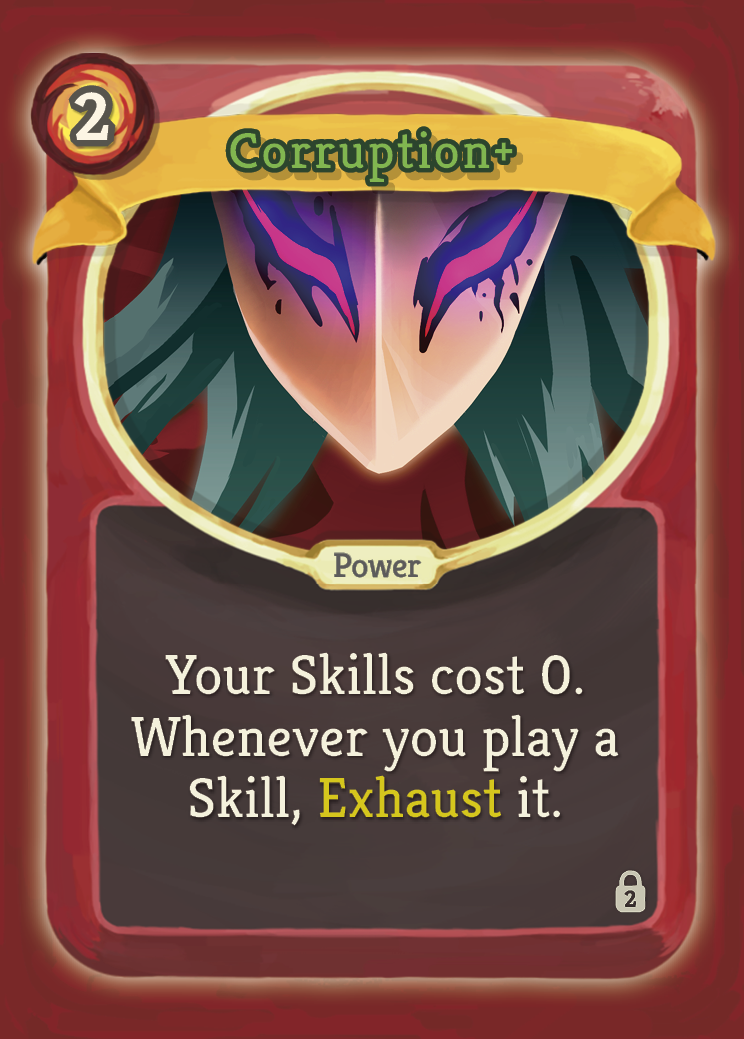 2
Corruption+
Power
Your Skills cost 0.
Whenever you play a
Skill, Exhaust it.
2